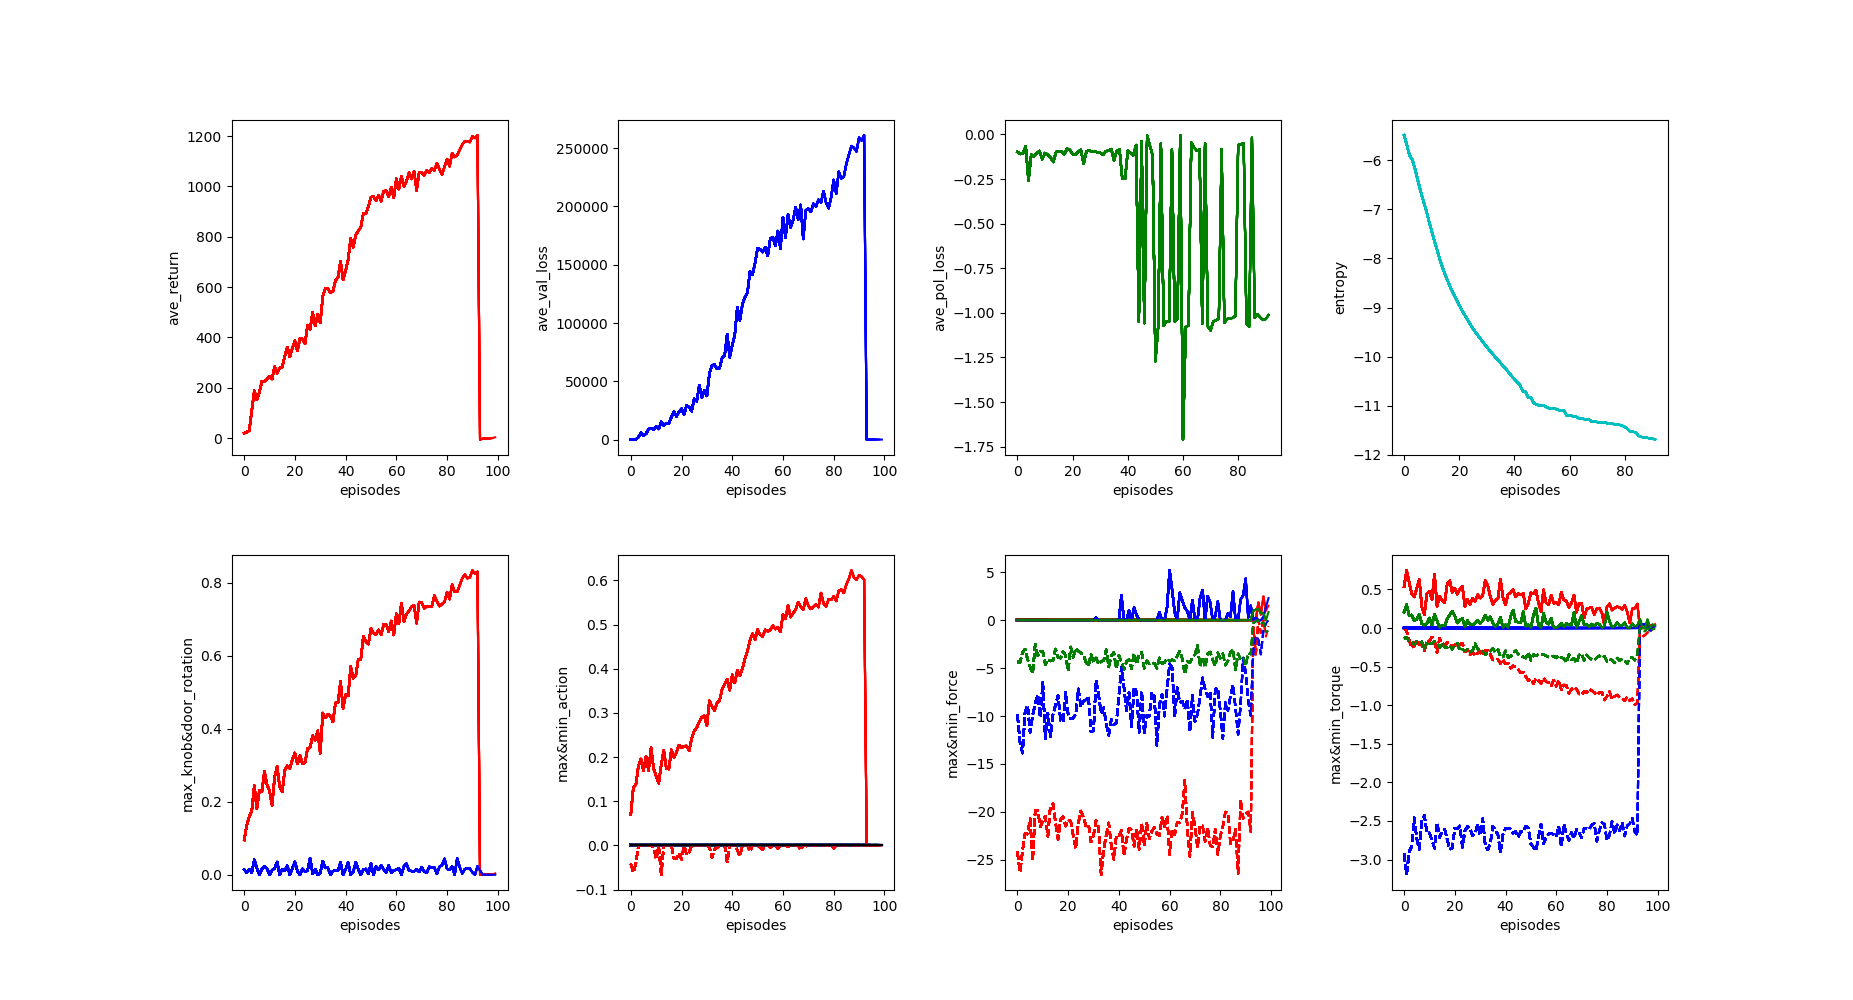 ave_return
1200
1000
800
600
400
200
0
0 20 40 60 80 100
episodes
ave_val_loss
250000
200000
150000
100000
50000
0
0 20 40 60 80 100
episodes
ave_pol_loss
0.00
−0.25
−0.50
−0.75
−1.00
−1.25
−1.50
−1.75
0 20 40 60 80
episodes
entropy
−6
−7
−8
−9
−10
−11
−12
0 20 40 60 80
episodes
max_knob&door_rotation
0.8
0.6
0.4
0.2
0.0
0 20 40 60 80 100
episodes
max&min_action
0.6
0.5
0.4
0.3
0.2
0.1
0.0
−0.1
0 20 40 60 80 100
episodes
max&min_force
5
0
−5
−10
−15
−20
−25
0 20 40 60 80 100
episodes
max&min_torque
0.5
0.0
−0.5
−1.0
−1.5
−2.0
−2.5
−3.0
0 20 40 60 80 100
episodes